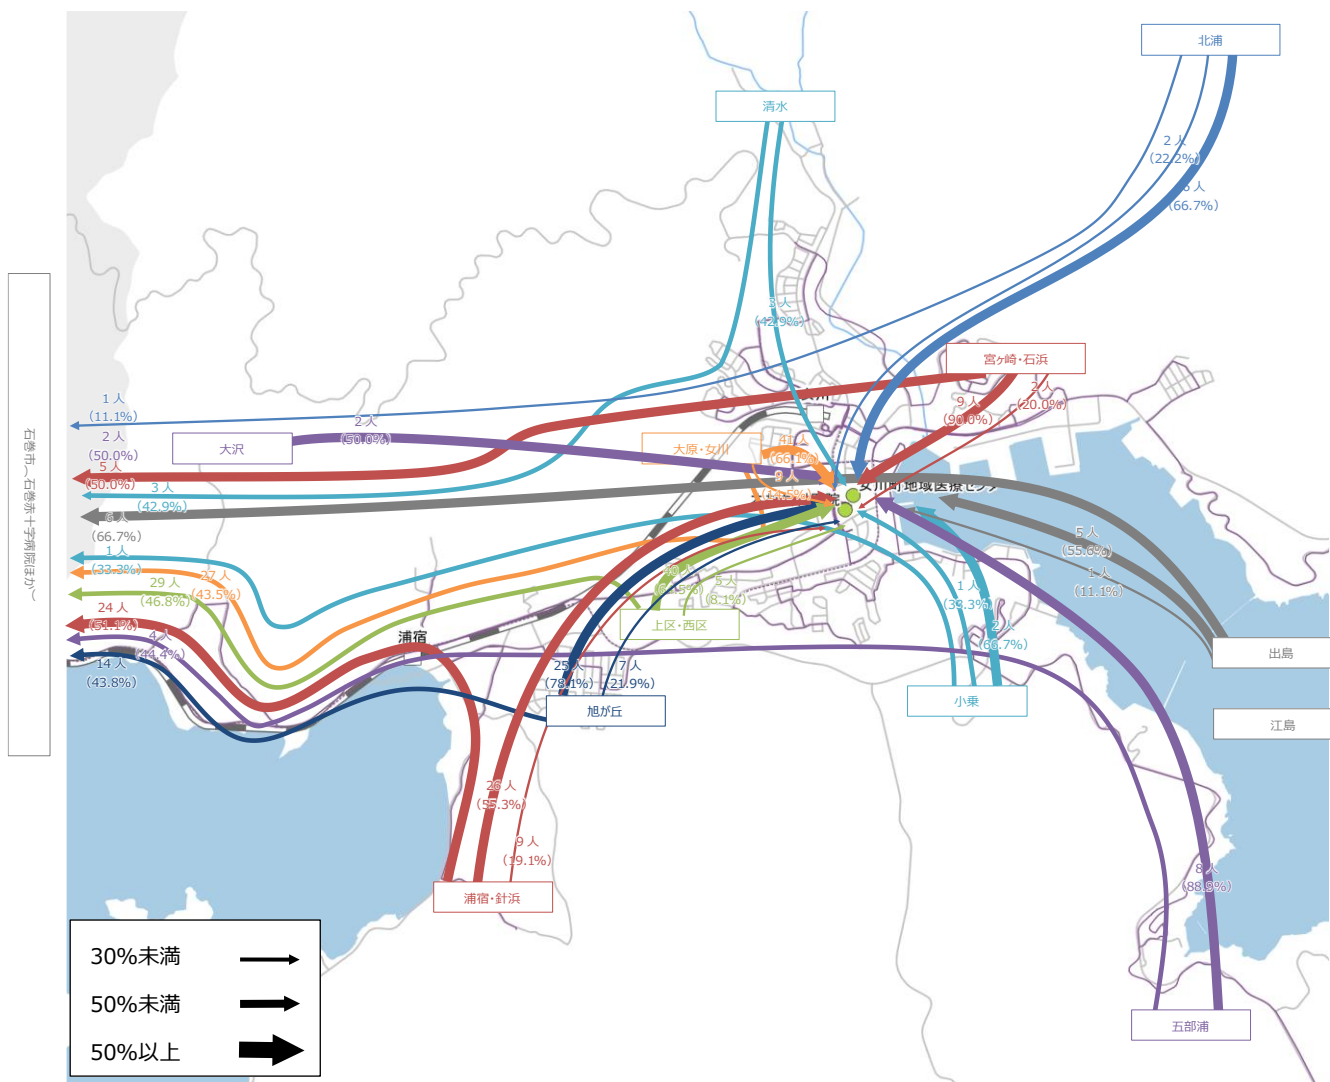 北浦
清水
2人
(22.2%)
6人
(66.7%)
3人
(42.9%)
宮ヶ崎・石浜
2人
(20.0%)
9人
(90.0%)
1人
(11.1%)
2人
(50.0%)
大沢
2人
(50.0%)
大原・女川
41人
(66.1%)
9人
(14.5%)
女川
5人
(50.0%)
3人
(42.9%)
女川町地域医療センター
院
6人
(66.7%)
石巻市(石巻赤十字病院ほか)
5人
(55.6%)
1人
(11.1%)
1人
(33.3%)
27人
(43.5%)
29人
(46.8%)
5人
(8.1%)
1人
(33.3%)
2人
(66.7%)
24人
(51.1%)
上区・西区
4人
(44.4%)
浦宿
出島
14人
(43.8%)
25人
(78.1%)
7人
(21.9%)
旭が丘
小乗
江島
26人
(55.3%)
9人
(19.1%)
8人
(88.9%)
浦宿・針浜
五部浦
30%未満
50%未満
50%以上